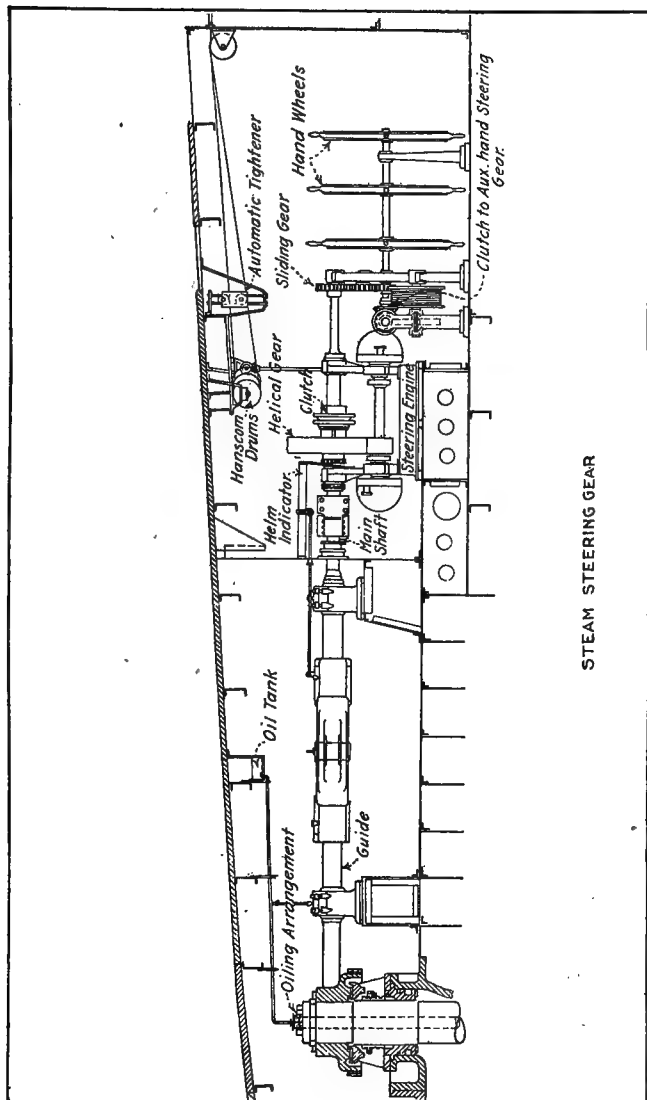 Oiling Arrangement
Oil Tank
Guide
Helm
Indicator
Main
Shaft
Hanscom
Drums
Helical Gear
Clutch
Steering Engine
Automatic Tightener
Sliding Gear
Hand Wheels
Clutch to Aux. hand Steering
Gear.
STEAM STEERING GEAR